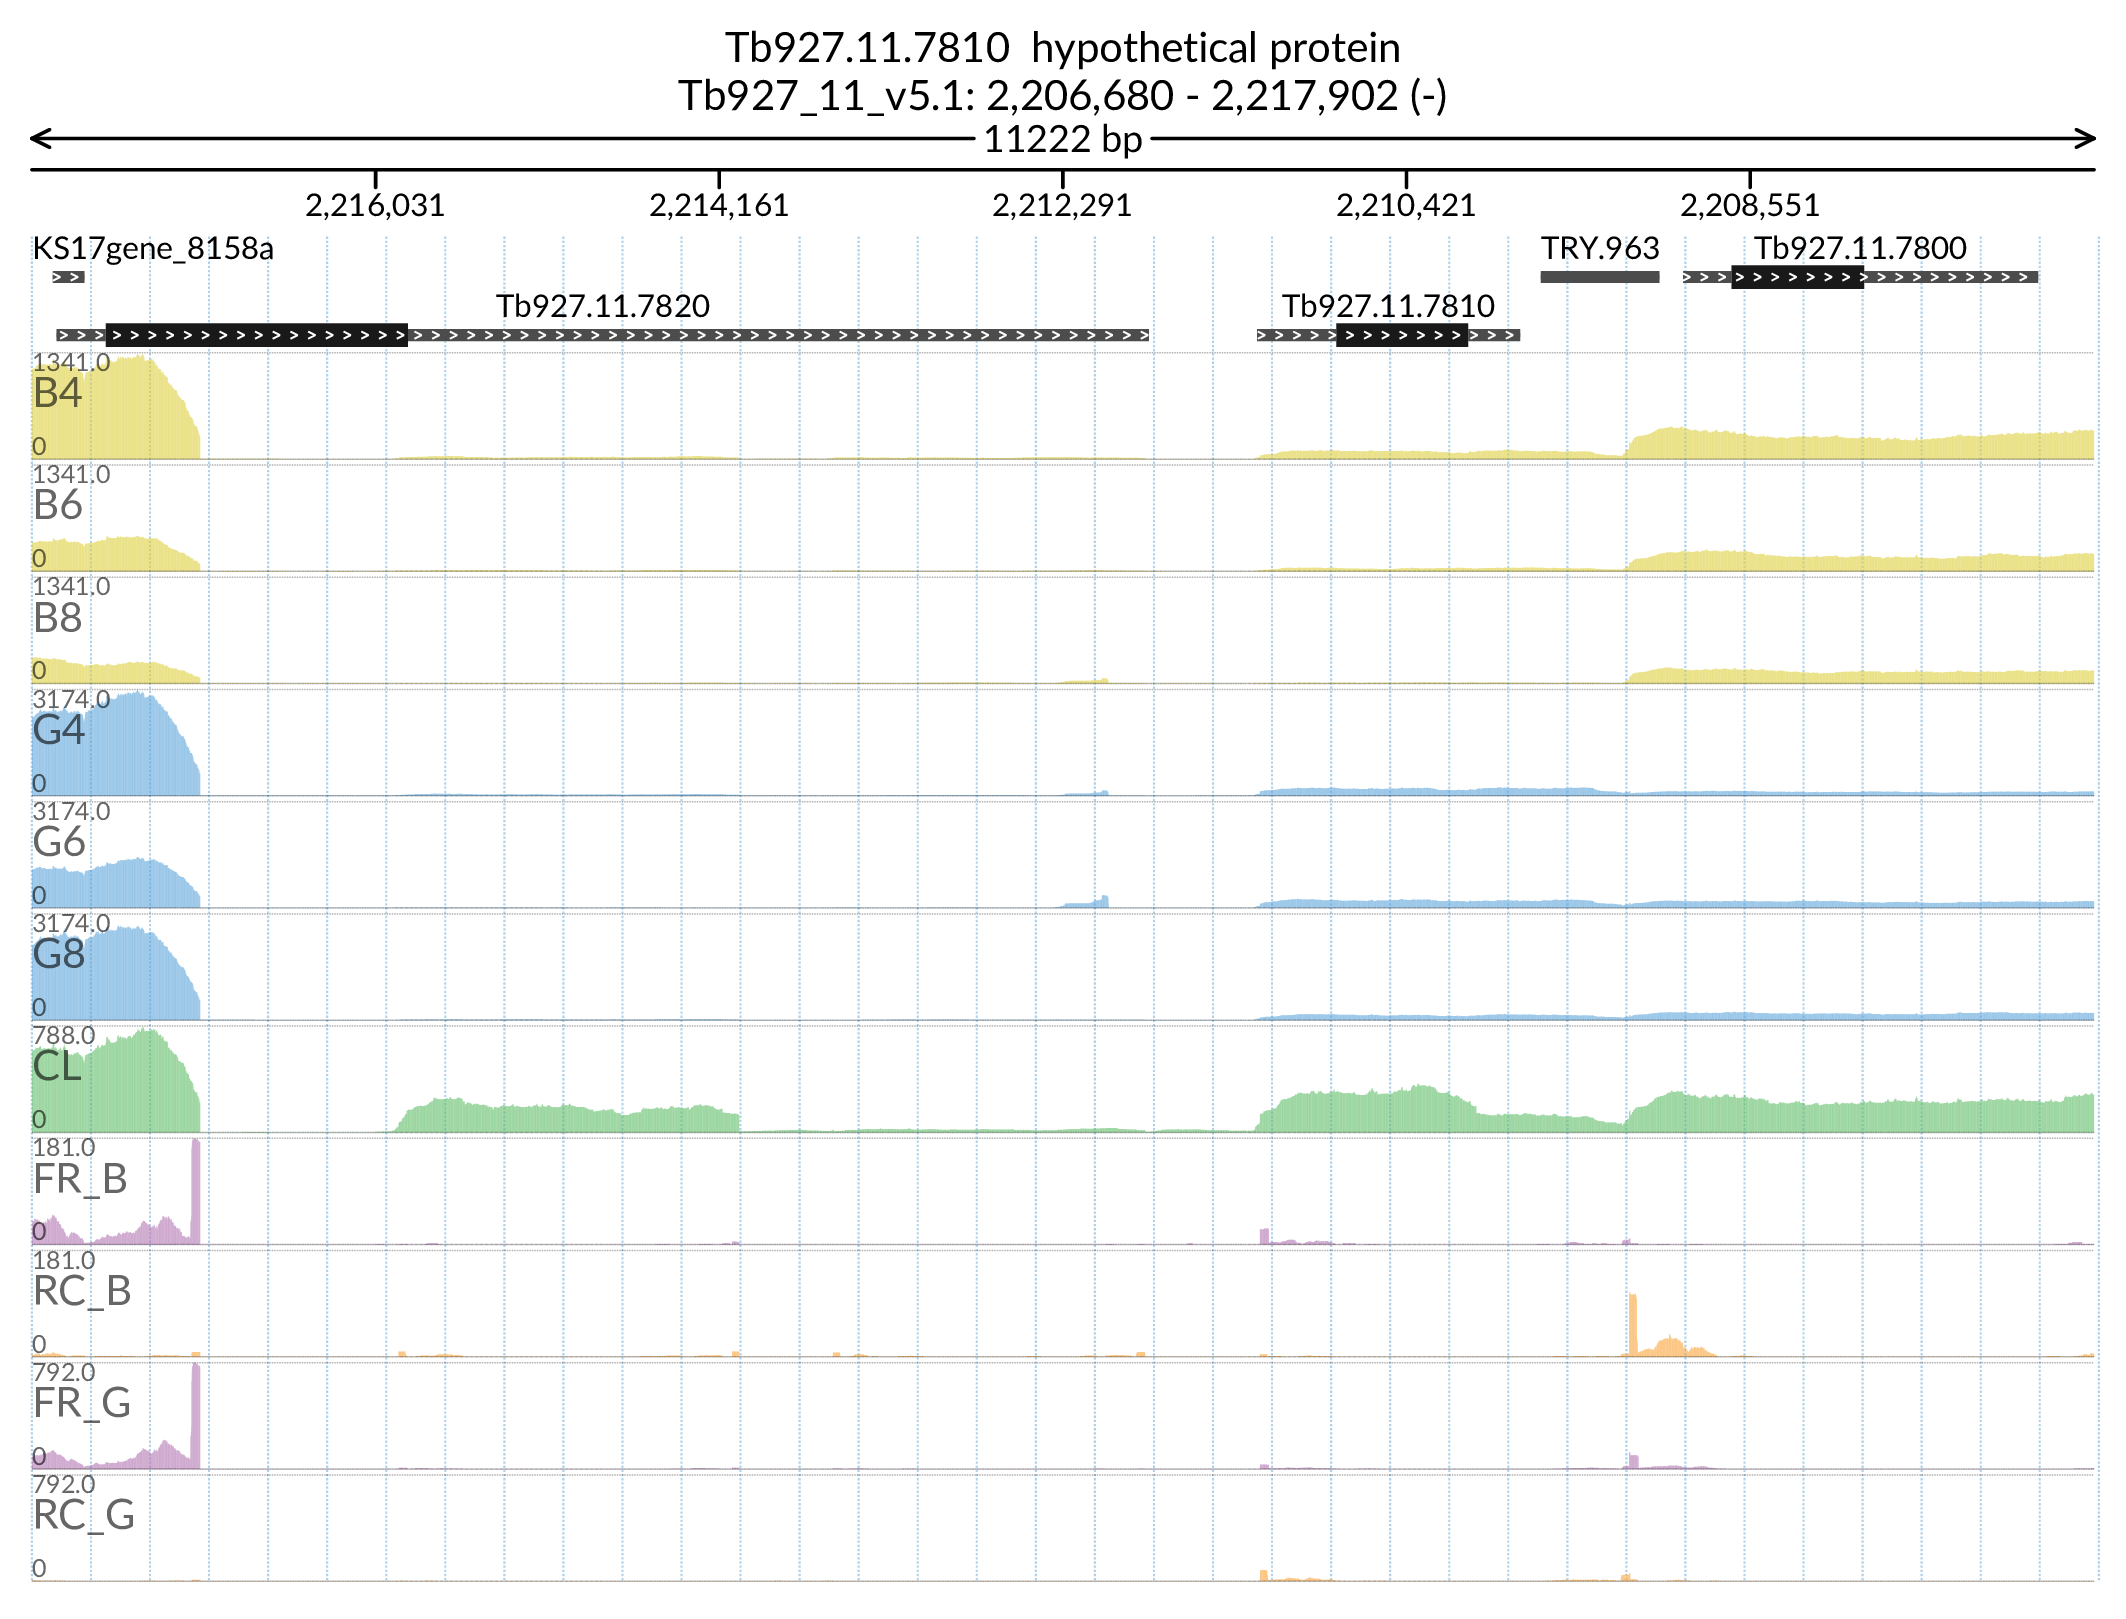 Tb927.11.7810  hypothetical protein
Tb927_11_v5.1: 2,206,680 - 2,217,902 (-)
11222 bp
2,216,031 2,214,161 2,212,291 2,210,421 2,208,551
KS17gene_8158a TRY.963 Tb927.11.7800
Tb927.11.7820 Tb927.11.7810
1341.0
B4
0
1341.0
B6
0
1341.0
B8
0
3174.0
G4
0
3174.0
G6
0
3174.0
G8
0
788.0
CL
0
181.0
FR_B
0
181.0
RC_B
0
792.0
FR_G
0
792.0
RC_G
0